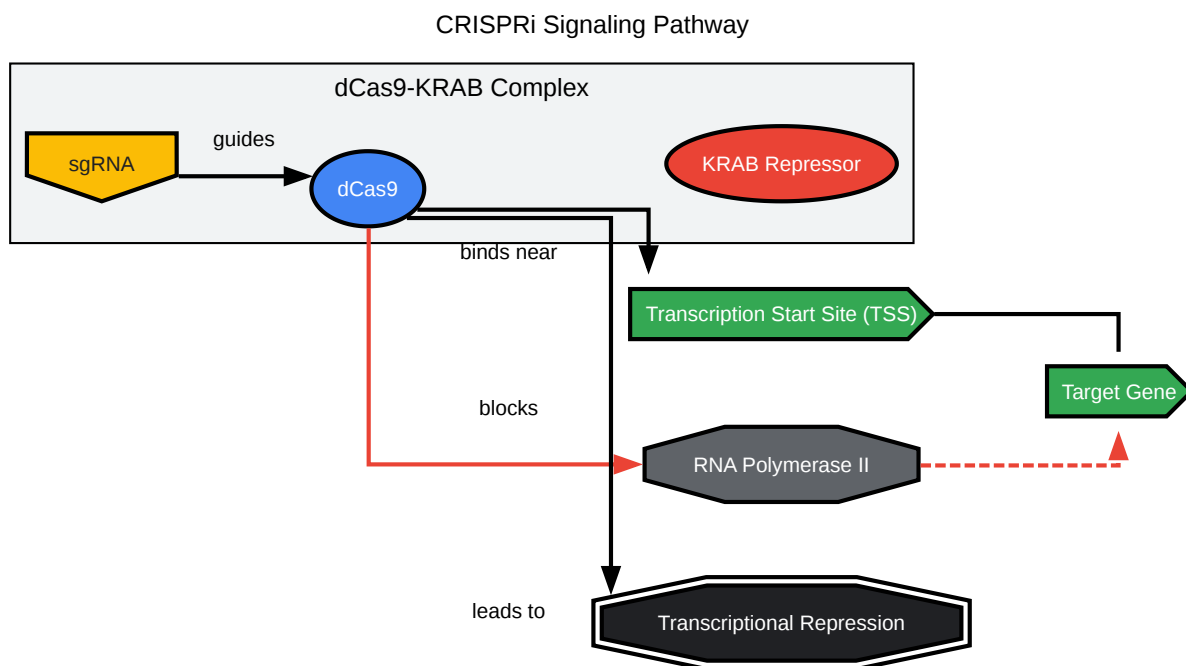 CRISPRi Signaling Pathway
dCas9-KRAB Complex
guides
sgRNA
dCas9
KRAB Repressor
binds near
Transcription Start Site (TSS)
Target Gene
blocks
RNA Polymerase II
leads to
Transcriptional Repression